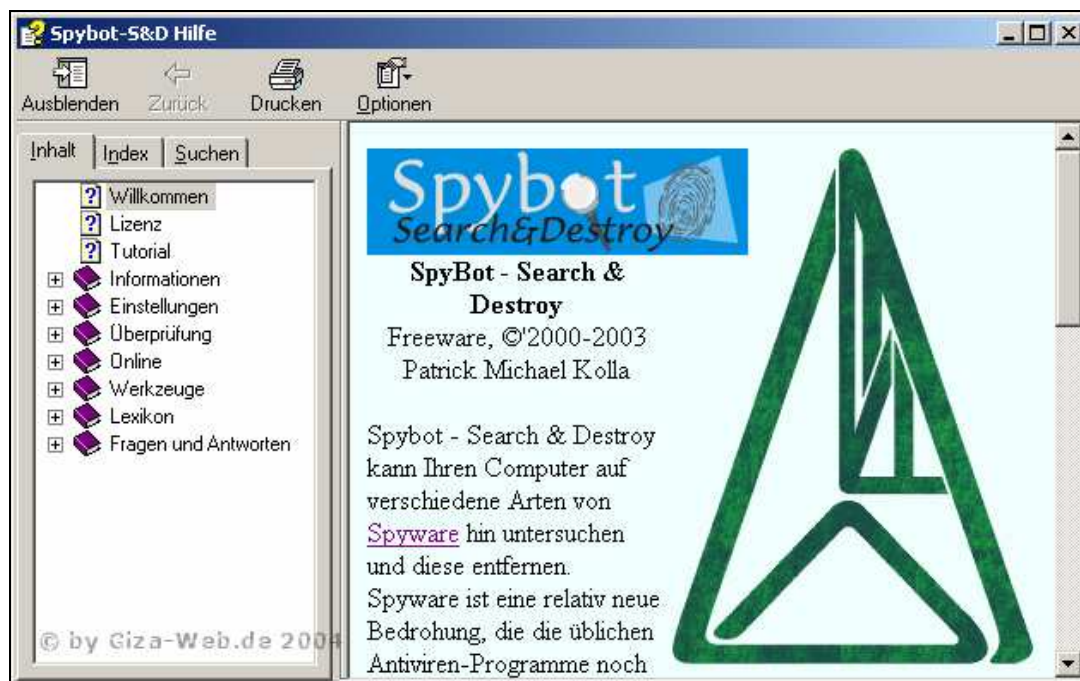 Spybot-S&D Hilfe
Ausblenden Zurück Drucken Optionen
Inhalt Index Suchen
Willkommen
Lizenz
Tutorial
Informationen
Einstellungen
Überprüfung
Online
Werkzeuge
Lexikon
Fragen und Antworten
© by Giza-Web.de 2004
Spybot
Search&Destroy
SpyBot - Search &
Destroy
Freeware, ©'2000-2003
Patrick Michael Kolla
Spybot - Search & Destroy
kann Ihren Computer auf
verschiedene Arten von
Spyware hin untersuchen
und diese entfernen.
Spyware ist eine relativ neue
Bedrohung, die die üblichen
Antiviren-Programme noch